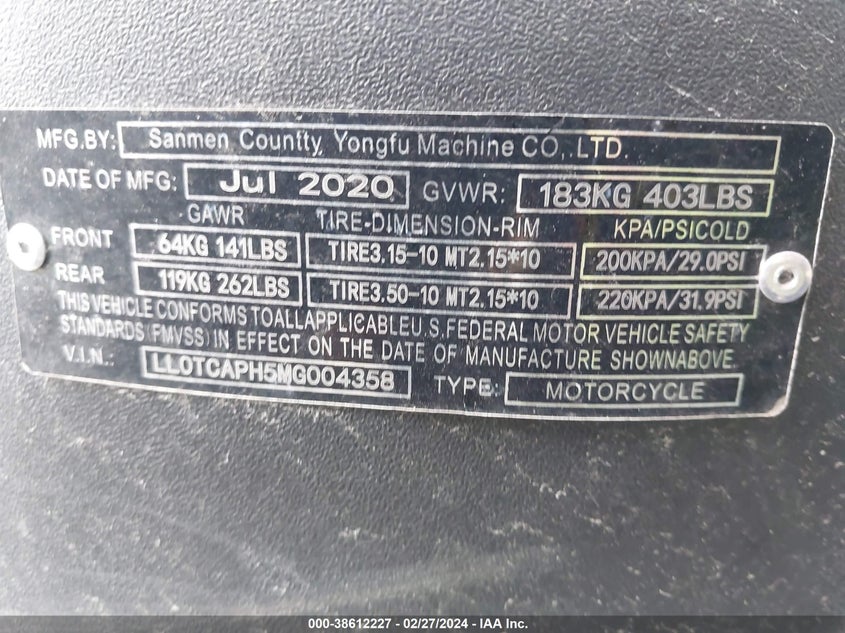 MFG.BY: Sanmen Countty Yongfu Machine CO,.LTD.
DATE OF MFG: Jul 2020 GVWR: 183KG 403LBS
GAWR TIRE-DIMENSION-RIM KPA/PSICOLD
FRONT 64KG 141LBS TIRE3.15-10 MT2.15*10 200KPA/29.0PSI
REAR 119KG 262LBS TIRE3.50-10 MT2.15*10 220KPA/31.9PSI
THIS VEHICLE CONFORMS TOALLAPPLICABLEU.S.FEDERAL MOTOR VEHICLE SAFETY
STANDARDS (FMVSS) IN EFFECT ON THE DATE OF MANUFACTURE SHOWNABOVE
V.I.N.: LL0TCAPH5MG004358 TYPE: MOTORCYCLE
000-38612227 - 02/27/2024 - IAA Inc.